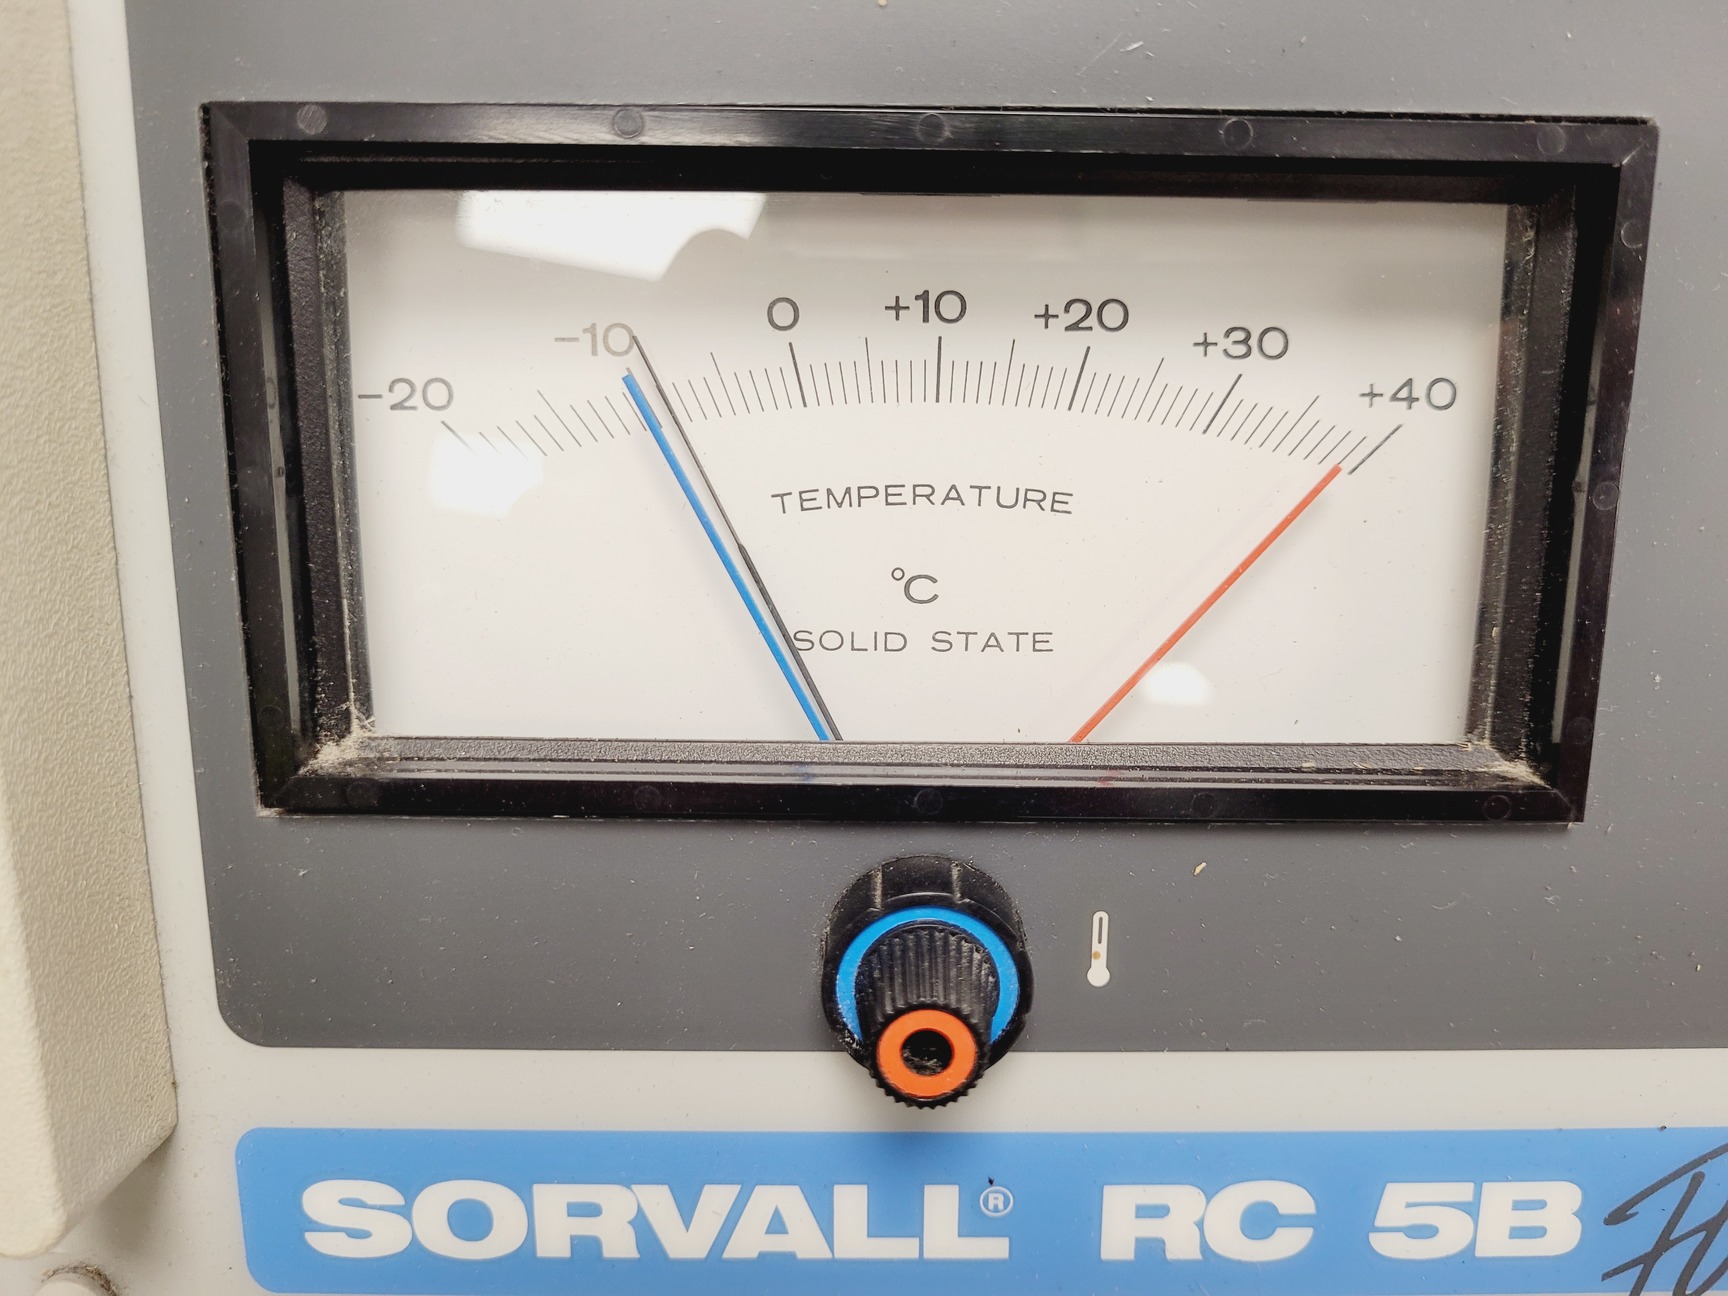 -20 -10 0 +10 +20 +30 +40
TEMPERATURE
°C
SOLID STATE
SORVALL® RC 5B